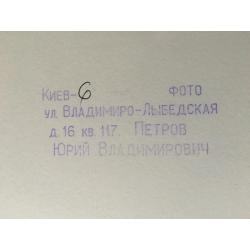 Киев-6 ФОТО
ул. Владимиро-Лыбедская
д. 16 кв. 117. Петров
Юрий Владимирович